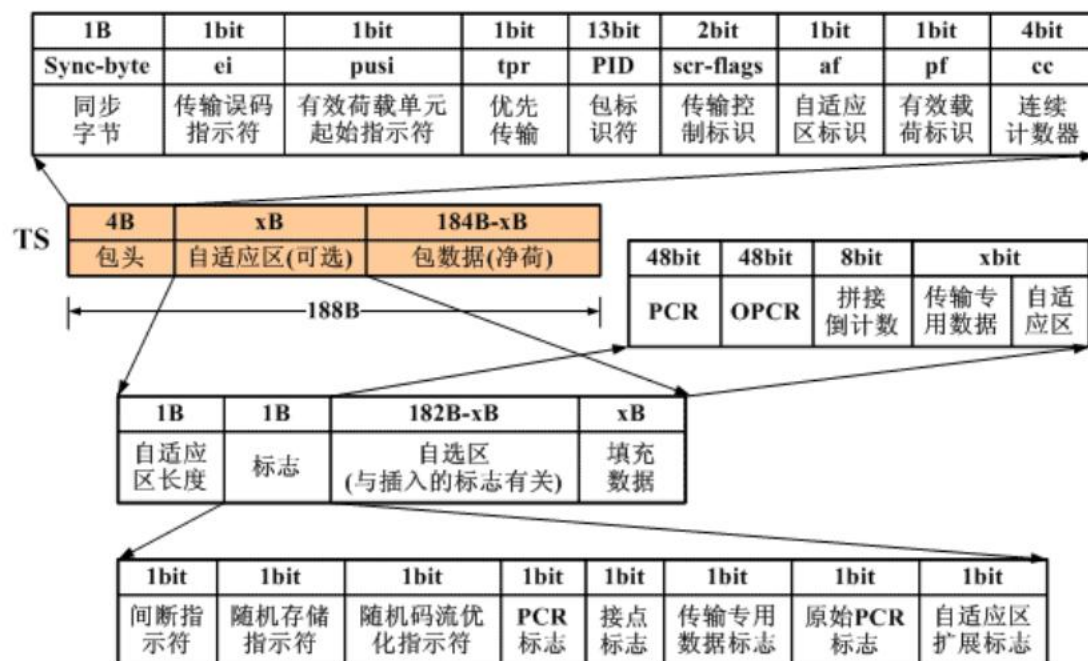 1B 1bit 1bit 1bit 13bit 2bit 1bit 1bit 4bit
Sync-byte ei pusi tpr PID scr-flags af pf cc
同步 传输误码 有效荷载单元 优先 包标 传输控 自适应 有效载 连续
字节 指示符 起始指示符 传输 识符 制标识 区标识 荷标识 计数器
4B xB 184B-xB
TS
包头 自适应区(可选) 包数据(净荷)
48bit 48bit 8bit xbit
188B
PCR OPCR 拼接 传输专 自适
倒计数 用数据 应区
1B 1B 182B-xB xB
自适应 标志 自选区 填充
区长度 (与插入的标志有关) 数据
1bit 1bit 1bit 1bit 1bit 1bit 1bit 1bit
间断指 随机存储 随机码流优 PCR 接点 传输专用 原始PCR 自适应区
示符 指示符 化指示符 标志 标志 数据标志 标志 扩展标志